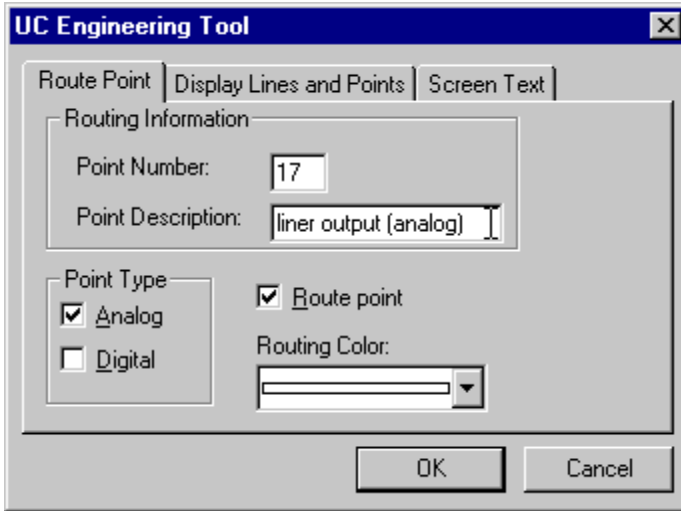 UC Engineering Tool
Route Point Display Lines and Points Screen Text
Routing Information
Point Number: 17
Point Description: liner output (analog)
Point Type
Analog
Digital
Route point
Routing Color:
OK Cancel